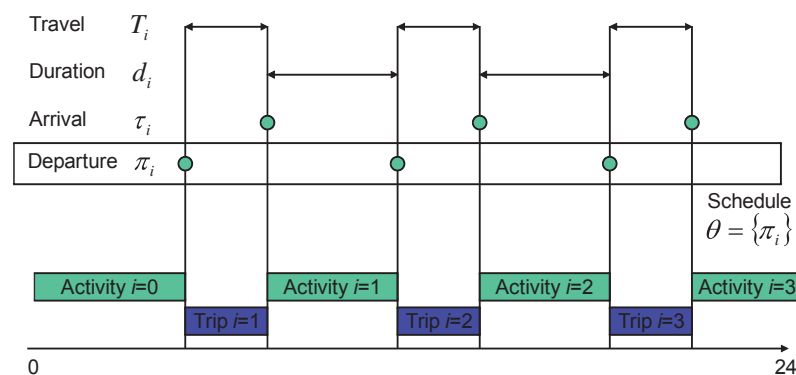 Travel T_i
Duration d_i
Arrival τ_i
Departure π_i
Schedule
θ = {π_i}
Activity i=0 Activity i=1 Activity i=2 Activity i=3
Trip i=1 Trip i=2 Trip i=3
0 24